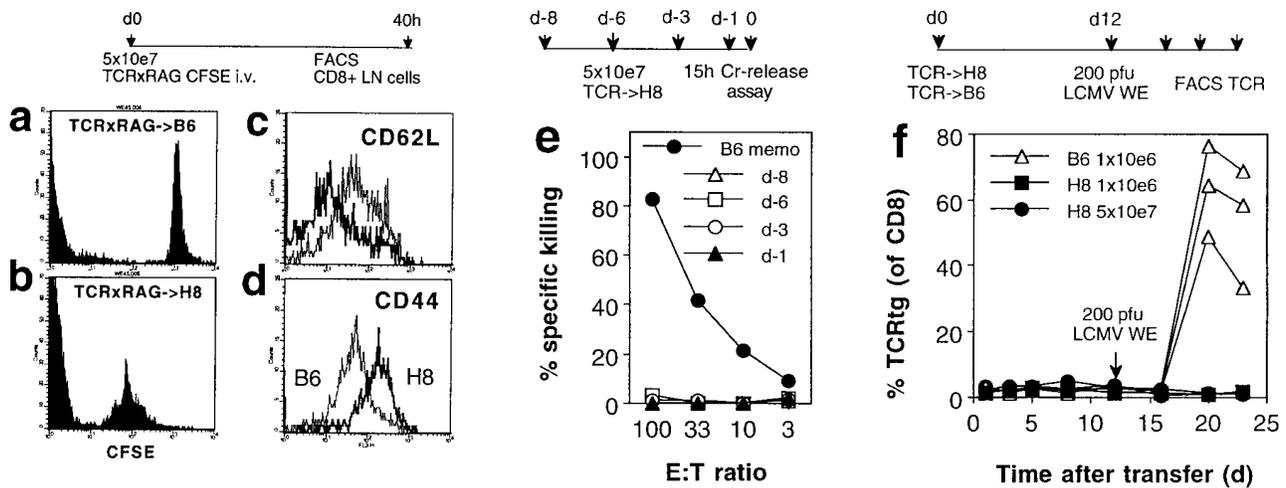 d0
40h
5x10e7
TCRxRAG CFSE i.v.
FACS
CD8+ LN cells
a
TCRxRAG->B6
b
TCRxRAG->H8
CFSE
c
CD62L
d
CD44
B6
H8
d-8
d-6
d-3
d-1
0
5x10e7
TCR->H8
15h Cr-release
assay
e
B6 memo
d-8
d-6
d-3
d-1
% specific killing
100
80
60
40
20
0
100
33
10
3
E:T ratio
d0
d12
TCR->H8
TCR->B6
200 pfu
LCMV WE
FACS TCR
f
B6 1x10e6
H8 1x10e6
H8 5x10e7
200 pfu
LCMV WE
% TCRtg (of CD8)
80
60
40
20
0
0
5
10
15
20
25
Time after transfer (d)